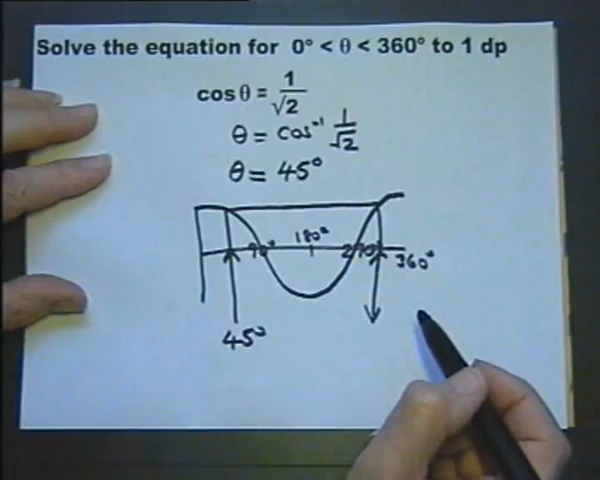 Solve the equation for 0° < θ < 360° to 1 dp
cos θ = 1/√2
θ = cos⁻¹ 1/√2
θ = 45°
180°
90° 270° 360°
45°